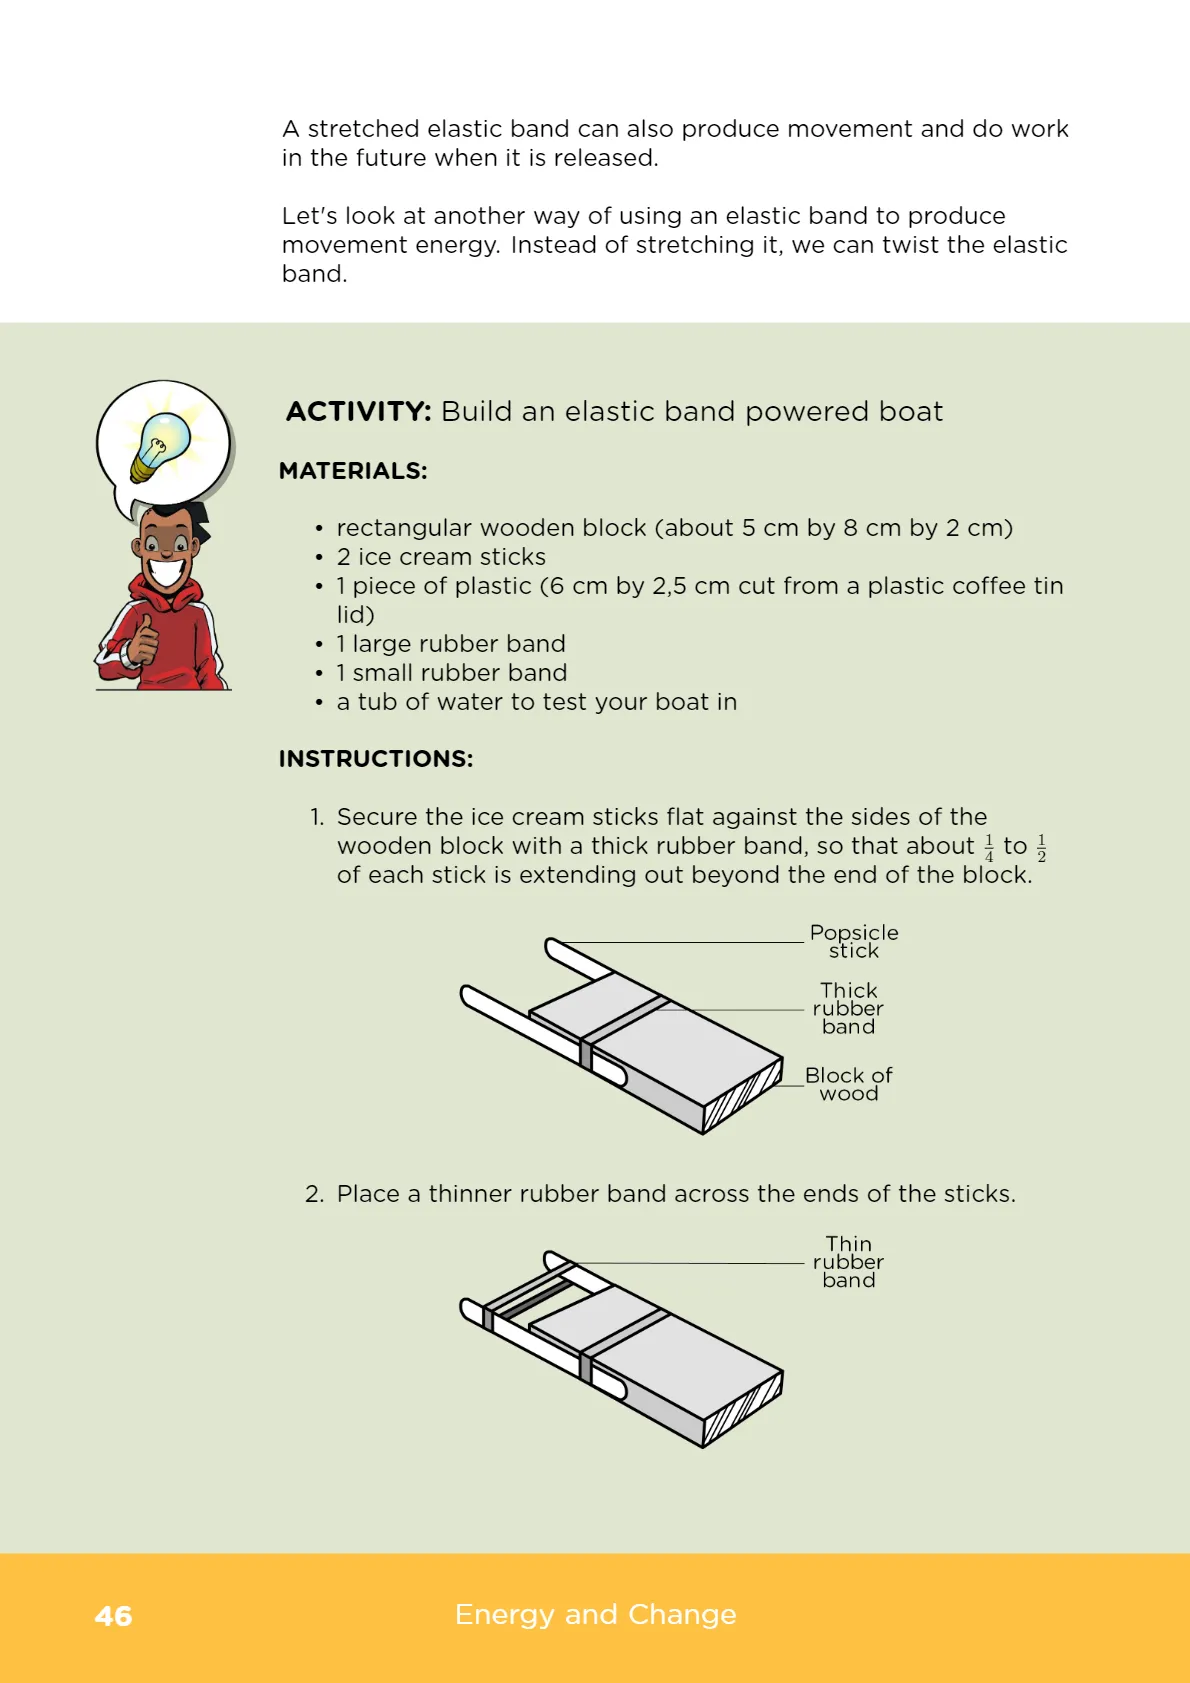 A stretched elastic band can also produce movement and do work
in the future when it is released.
Let's look at another way of using an elastic band to produce
movement energy. Instead of stretching it, we can twist the elastic
band.
ACTIVITY: Build an elastic band powered boat
MATERIALS:
• rectangular wooden block (about 5 cm by 8 cm by 2 cm)
• 2 ice cream sticks
• 1 piece of plastic (6 cm by 2,5 cm cut from a plastic coffee tin
lid)
• 1 large rubber band
• 1 small rubber band
• a tub of water to test your boat in
INSTRUCTIONS:
1. Secure the ice cream sticks flat against the sides of the
wooden block with a thick rubber band, so that about 1/4 to 1/2
of each stick is extending out beyond the end of the block.
Popsicle
stick
Thick
rubber
band
Block of
wood
2. Place a thinner rubber band across the ends of the sticks.
Thin
rubber
band
46
Energy and Change